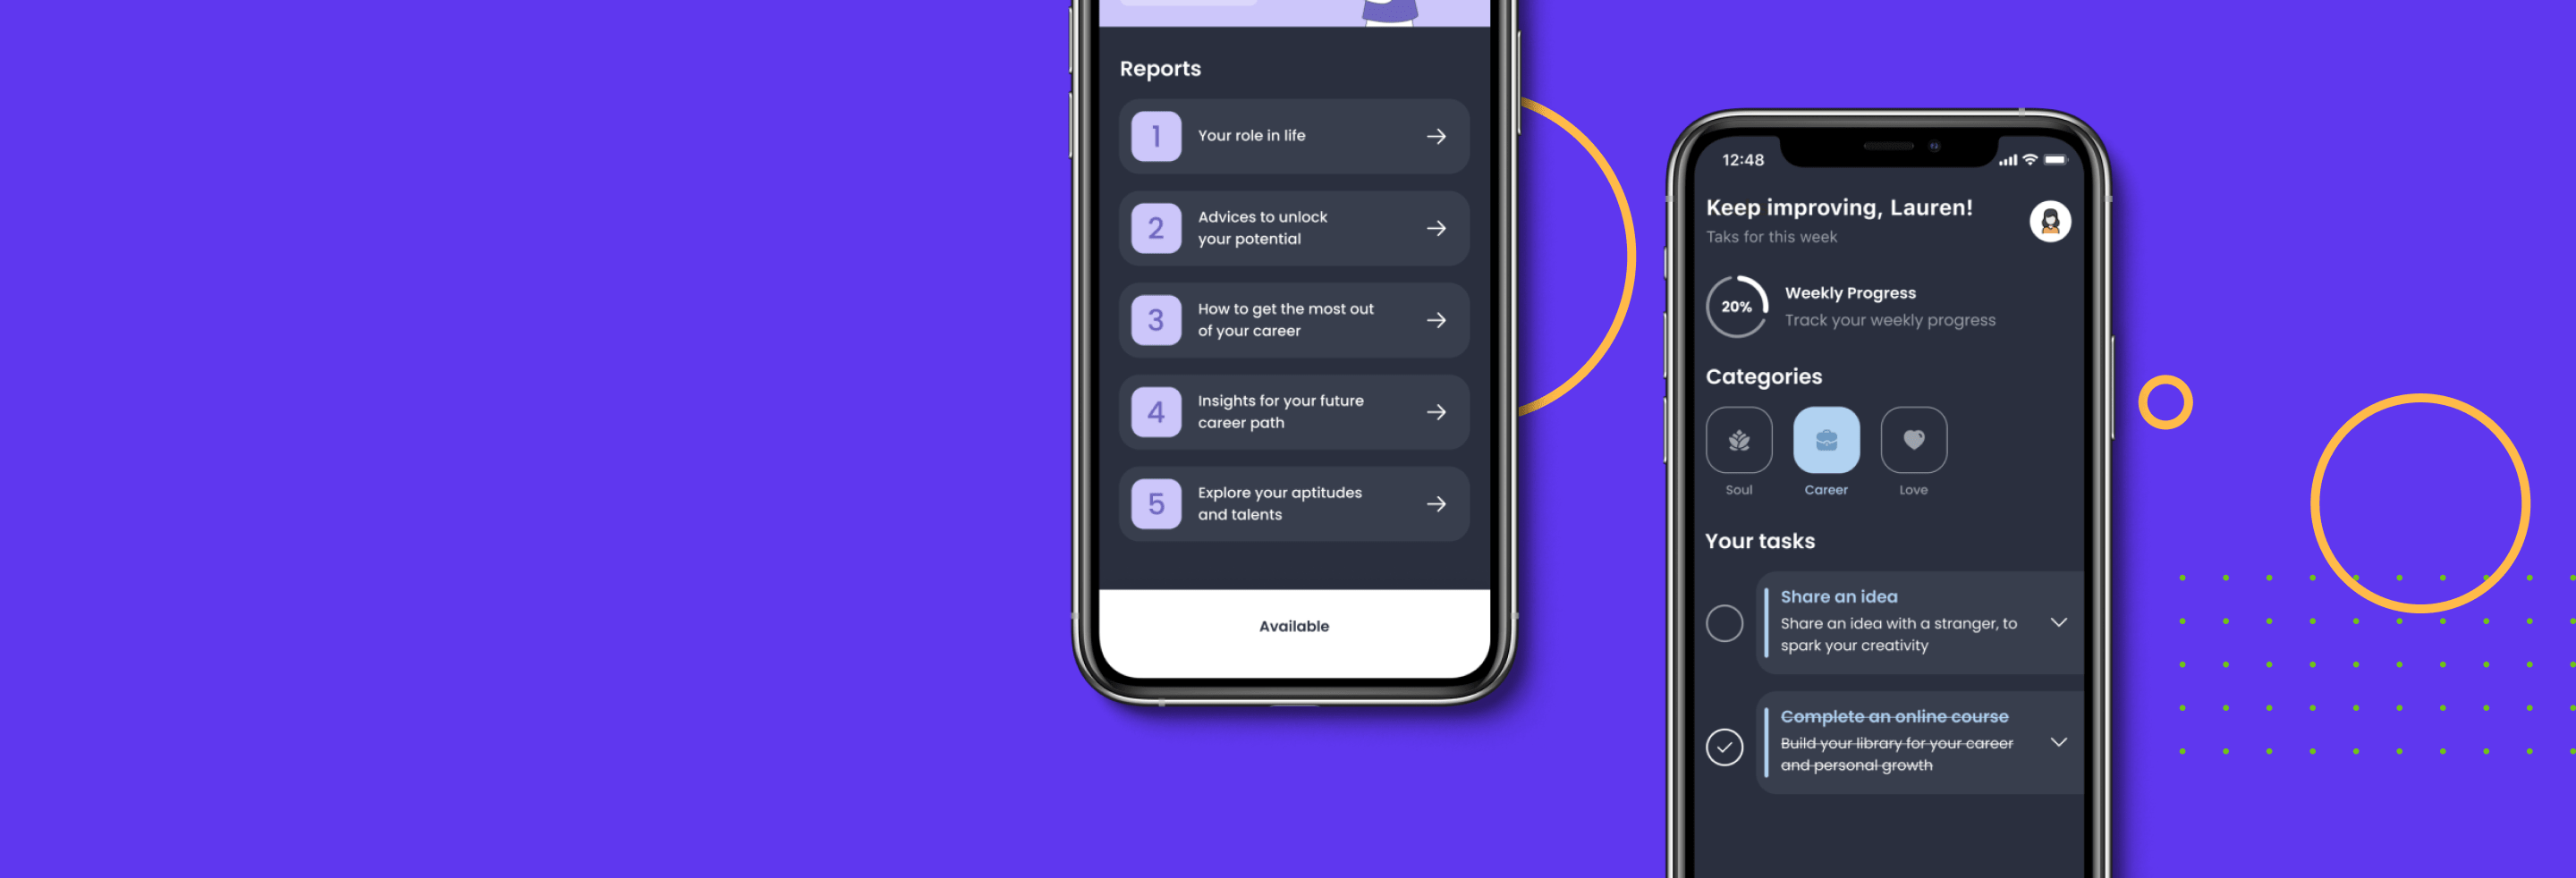 Reports
1
Your role in life
2
Advices to unlock
your potential
3
How to get the most out
of your career
4
Insights for your future
career path
5
Explore your aptitudes
and talents
Available
12:48
Keep improving, Lauren!
Taks for this week
20%
Weekly Progress
Track your weekly progress
Categories
Soul
Career
Love
Your tasks
Share an idea
Share an idea with a stranger, to
spark your creativity
Complete an online course
Build your library for your career
and personal growth